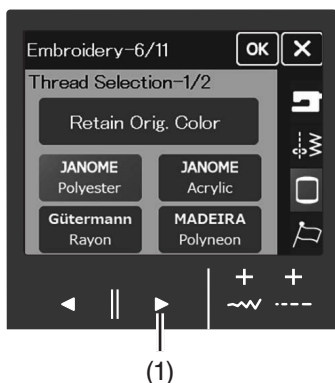 Embroidery-6/11 OK X
Thread Selection-1/2
Retain Orig. Color
JANOME Polyester
JANOME Acrylic
Gütermann Rayon
MADEIRA Polyneon
(1)